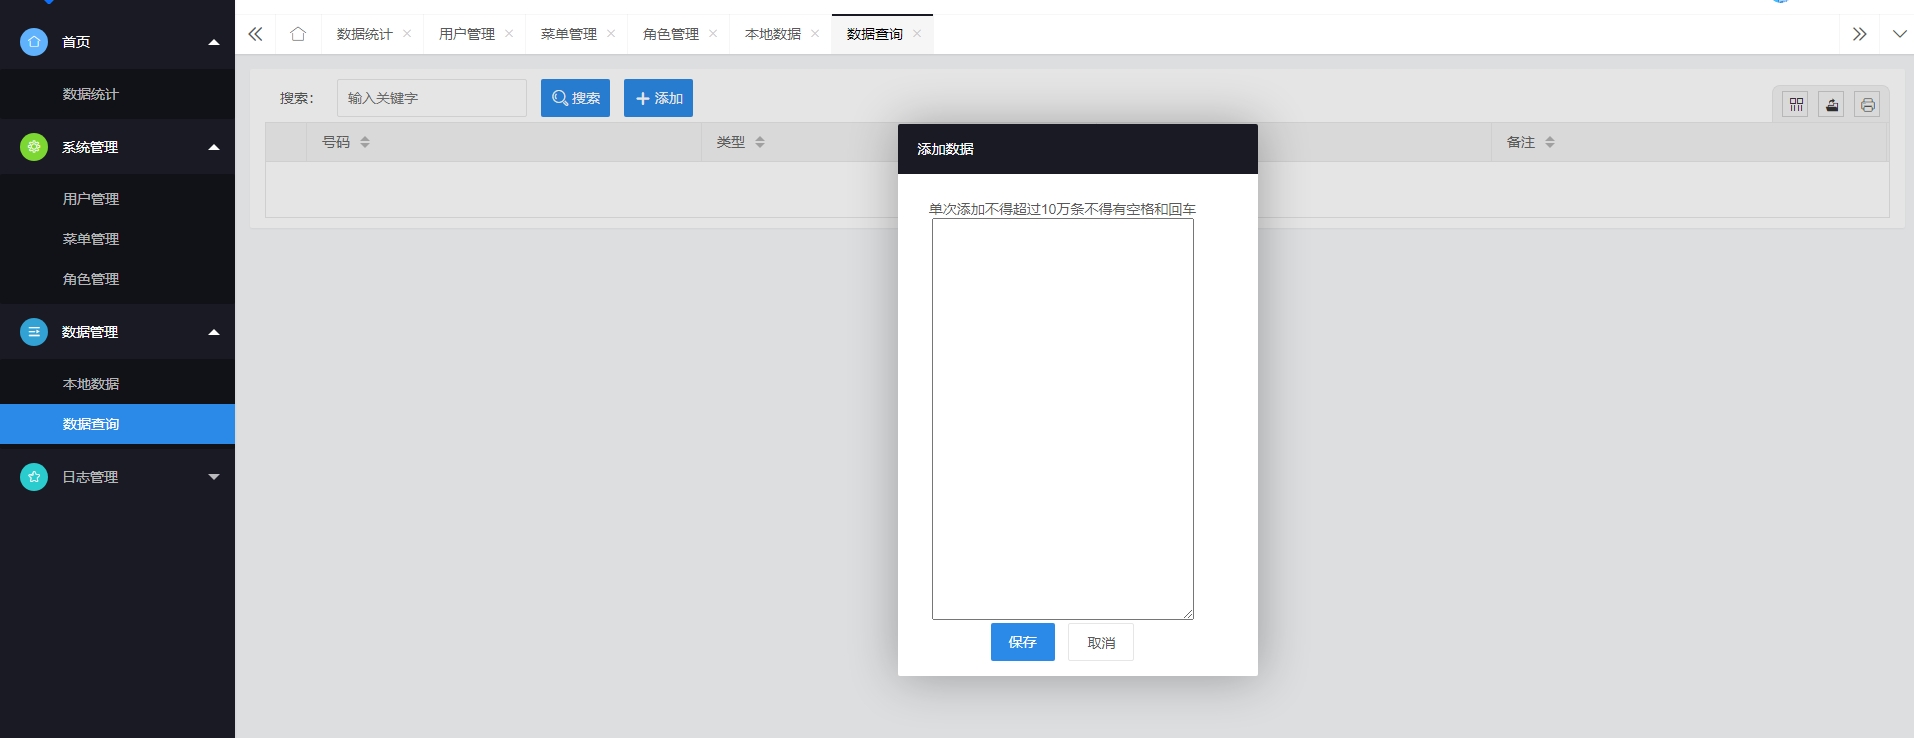 首页
数据统计
系统管理
用户管理
菜单管理
角色管理
数据管理
本地数据
数据查询
日志管理
数据统计 用户管理 菜单管理 角色管理 本地数据 数据查询
搜索： 输入关键字 搜索 添加
号码 类型 备注
添加数据
单次添加不得超过10万条不得有空格和回车
保存 取消